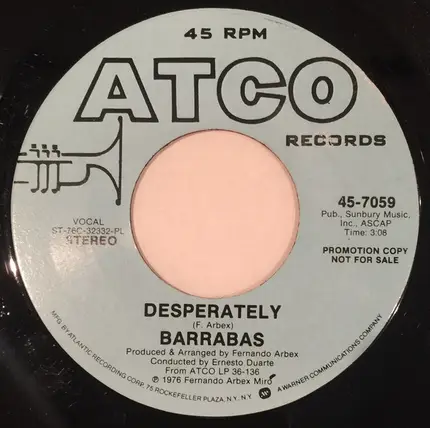 45 RPM
ATCO
RECORDS
VOCAL
ST-76C-32332-PL
STEREO
45-7059
Pub., Sunbury Music,
Inc., ASCAP
Time: 3:08
PROMOTION COPY
NOT FOR SALE
DESPERATELY
(F. Arbex)
BARRABAS
Produced & Arranged by Fernando Arbex
Conducted by Ernesto Duarte
From ATCO LP 36-136
℗ 1976 Fernando Arbex Miró
MFG. BY ATLANTIC RECORDING CORP. 75 ROCKEFELLER PLAZA, N.Y. N.Y. A WARNER COMMUNICATIONS COMPANY